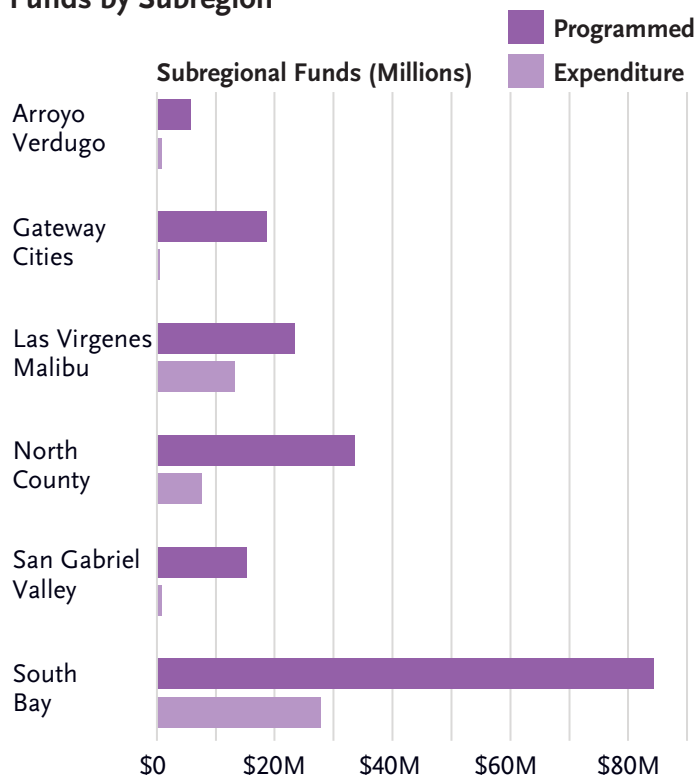 Funds by Subregion
Programmed
Subregional Funds (Millions)
Expenditure
Arroyo
Verdugo
Gateway
Cities
Las Virgenes
Malibu
North
County
San Gabriel
Valley
South
Bay
$0 $20M $40M $60M $80M